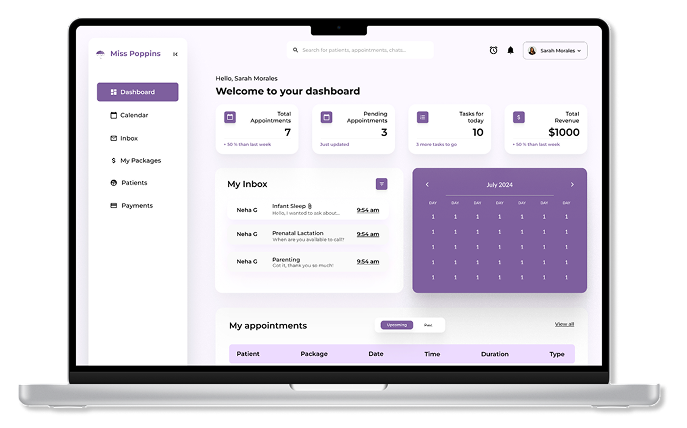 Miss Poppins
Search for patients, appointments, chats...
Sarah Morales
Dashboard
Calendar
Inbox
$ My Packages
Patients
Payments
Hello, Sarah Morales
Welcome to your dashboard
Total Appointments
7
+ 50 % than last week
Pending Appointments
3
Just updated
Tasks for today
10
3 more tasks to go
$
Total Revenue
$1000
+ 50 % than last week
My Inbox
Neha G Infant Sleep 9:54 am
Hello, I wanted to ask about...
Neha G Prenatal Lactation 9:54 am
When are you available to call?
Neha G Parenting 9:54 am
Got it, thank you so much!
July 2024
DAY DAY DAY DAY DAY DAY DAY
1 1 1 1 1 1 1
1 1 1 1 1 1 1
1 1 1 1 1 1 1
1 1 1 1 1 1 1
1 1 1 1 1 1 1
My appointments
Upcoming Past
View all
Patient Package Date Time Duration Type